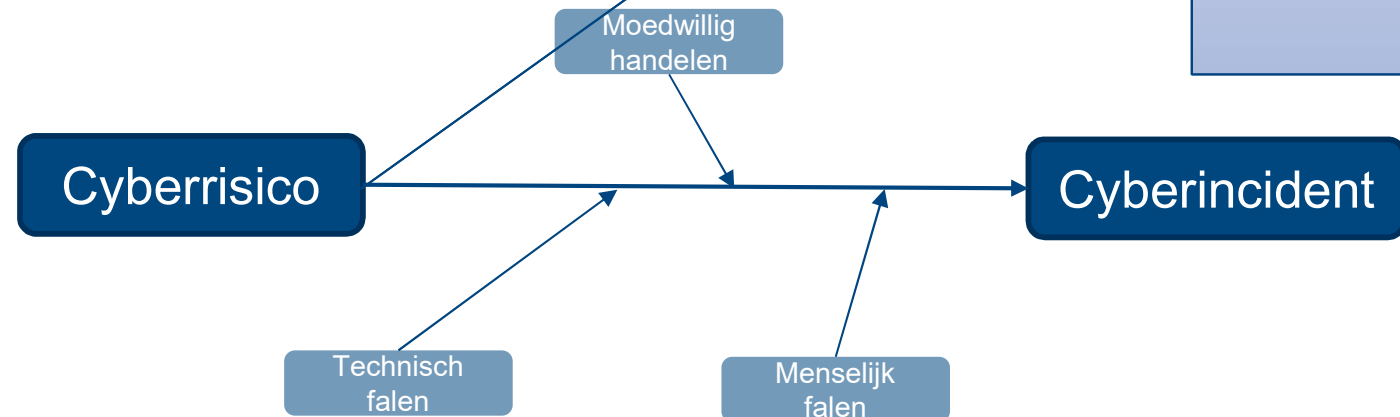 Moedwillig
handelen
Cyberrisico
Cyberincident
Technisch
falen
Menselijk
falen